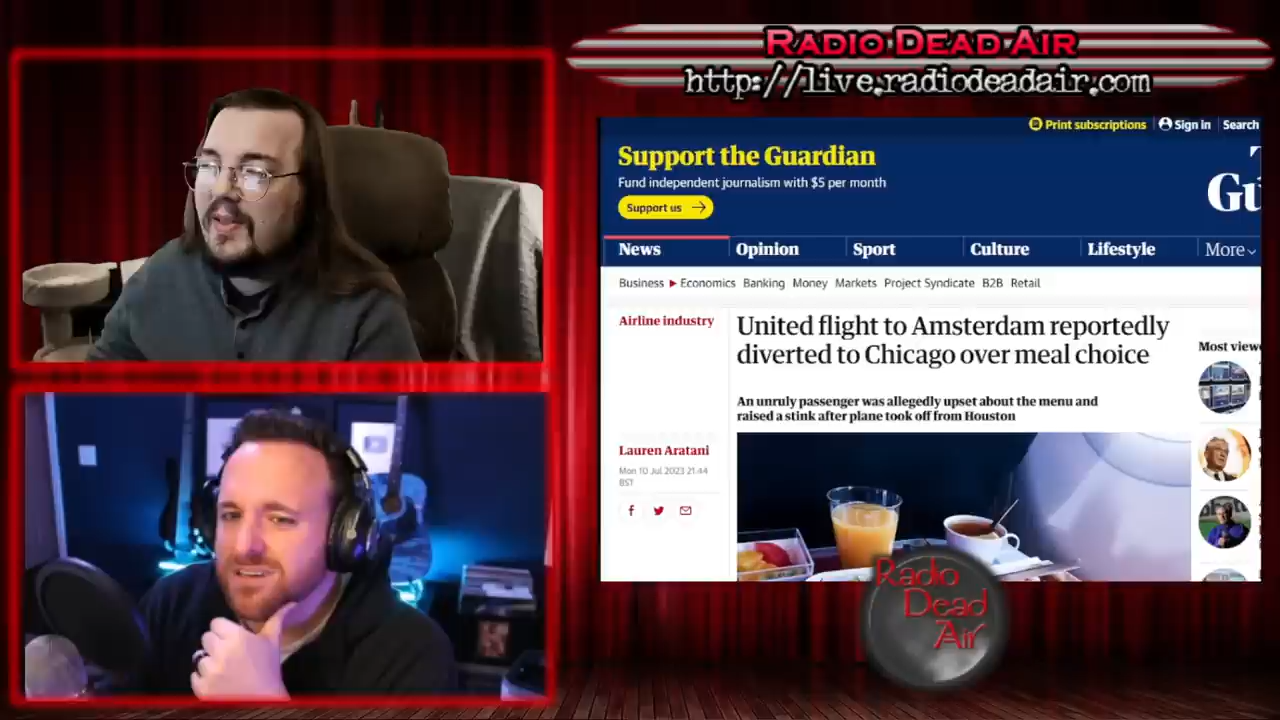 RADIO DEAD AIR
http://live.radiodeadair.com
Print subscriptions
Sign in
Search
Support the Guardian
Fund independent journalism with $5 per month
Support us
Gu
News
Opinion
Sport
Culture
Lifestyle
More
Business Economics Banking Money Markets Project Syndicate B2B Retail
Airline industry
United flight to Amsterdam reportedly
diverted to Chicago over meal choice
Most view
An unruly passenger was allegedly upset about the menu and
raised a stink after plane took off from Houston
Lauren Aratani
Mon 10 Jul 2023 21.44
BST
Radio
Dead
Air